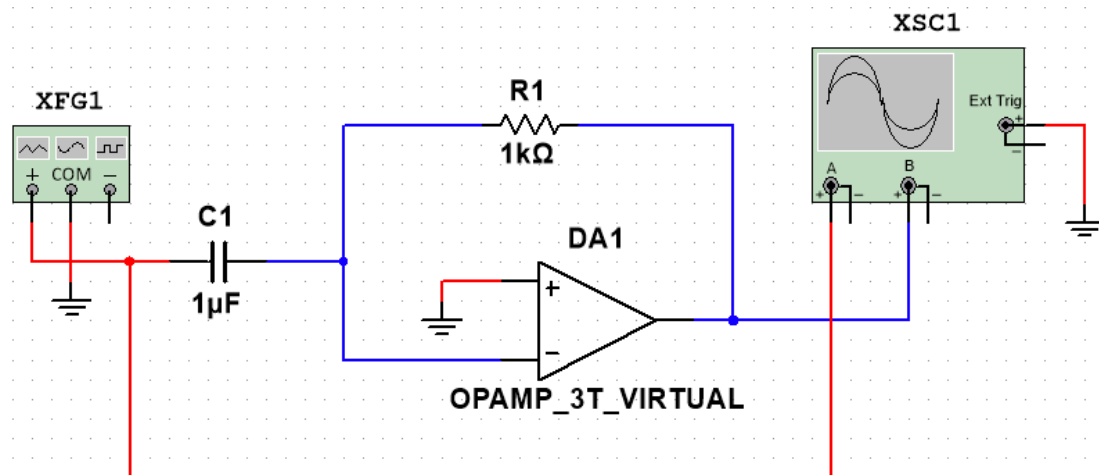 XSC1
XFG1
R1
Ext Trig
+
1kΩ
−
+ COM −
A B
+ − + −
C1
DA1
+
1µF
−
OPAMP_3T_VIRTUAL